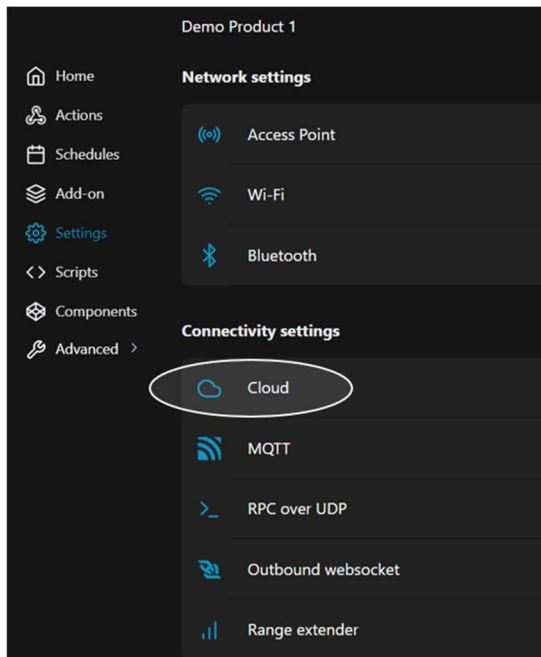 Demo Product 1
Home
Actions
Schedules
Add-on
Settings
Scripts
Components
Advanced
Network settings
Access Point
Wi-Fi
Bluetooth
Connectivity settings
Cloud
MQTT
RPC over UDP
Outbound websocket
Range extender